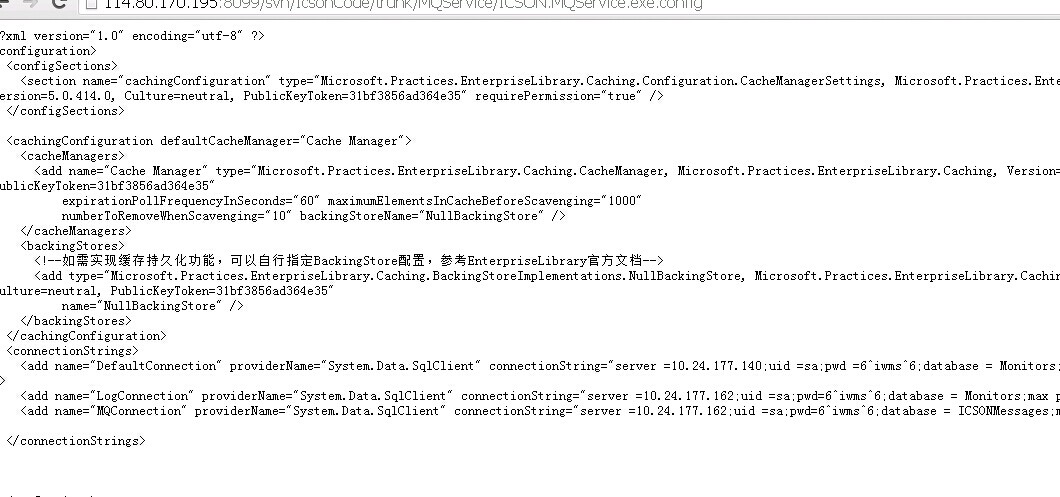 114.80.170.195:8099/svn/IcsonCode/trunk/MQService/ICSON.MQService.exe.config
?xml version="1.0" encoding="utf-8" ?>
configuration>
<configSections>
<section name="cachingConfiguration" type="Microsoft.Practices.EnterpriseLibrary.Caching.Configuration.CacheManagerSettings, Microsoft.Practices.Ente
ersion=5.0.414.0, Culture=neutral, PublicKeyToken=31bf3856ad364e35" requirePermission="true" />
</configSections>
<cachingConfiguration defaultCacheManager="Cache Manager">
<cacheManagers>
<add name="Cache Manager" type="Microsoft.Practices.EnterpriseLibrary.Caching.CacheManager, Microsoft.Practices.EnterpriseLibrary.Caching, Version=
ublicKeyToken=31bf3856ad364e35"
expirationPollFrequencyInSeconds="60" maximumElementsInCacheBeforeScavenging="1000"
numberToRemoveWhenScavenging="10" backingStoreName="NullBackingStore" />
</cacheManagers>
<backingStores>
<!--如需实现缓存持久化功能，可以自行指定BackingStore配置，参考EnterpriseLibrary官方文档-->
<add type="Microsoft.Practices.EnterpriseLibrary.Caching.BackingStoreImplementations.NullBackingStore, Microsoft.Practices.EnterpriseLibrary.Cachin
ulture=neutral, PublicKeyToken=31bf3856ad364e35"
name="NullBackingStore" />
</backingStores>
</cachingConfiguration>
<connectionStrings>
<add name="DefaultConnection" providerName="System.Data.SqlClient" connectionString="server =10.24.177.140;uid =sa;pwd =6^iwms^6;database = Monitors;
>
<add name="LogConnection" providerName="System.Data.SqlClient" connectionString="server =10.24.177.162;uid =sa;pwd=6^iwms^6;database = Monitors;max p
<add name="MQConnection" providerName="System.Data.SqlClient" connectionString="server =10.24.177.162;uid =sa;pwd=6^iwms^6;database = ICSONMessages;m
</connectionStrings>